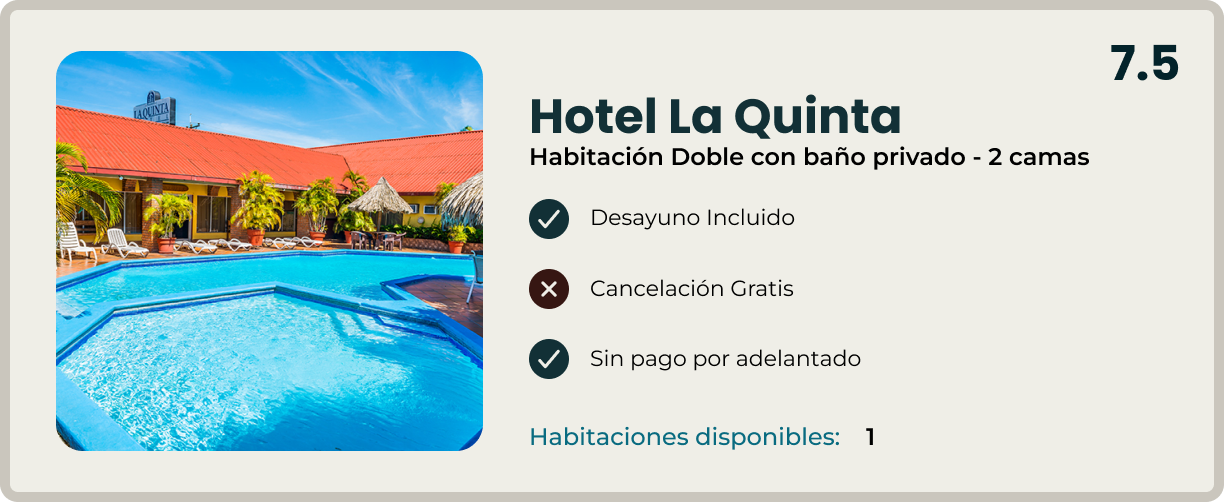 7.5
Hotel La Quinta
Habitación Doble con baño privado - 2 camas
LA QUINTA
Desayuno Incluido
Cancelación Gratis
Sin pago por adelantado
Habitaciones disponibles: 1